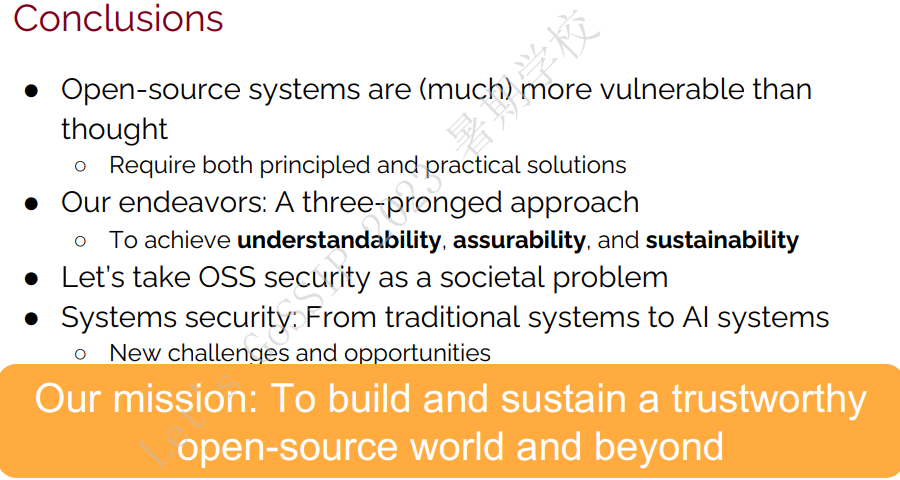 Conclusions
● Open-source systems are (much) more vulnerable than
thought
○ Require both principled and practical solutions
● Our endeavors: A three-pronged approach
○ To achieve understandability, assurability, and sustainability
● Let's take OSS security as a societal problem
● Systems security: From traditional systems to AI systems
○ New challenges and opportunities
Our mission: To build and sustain a trustworthy
open-source world and beyond
Let's GoSSIP 2023 暑期学校